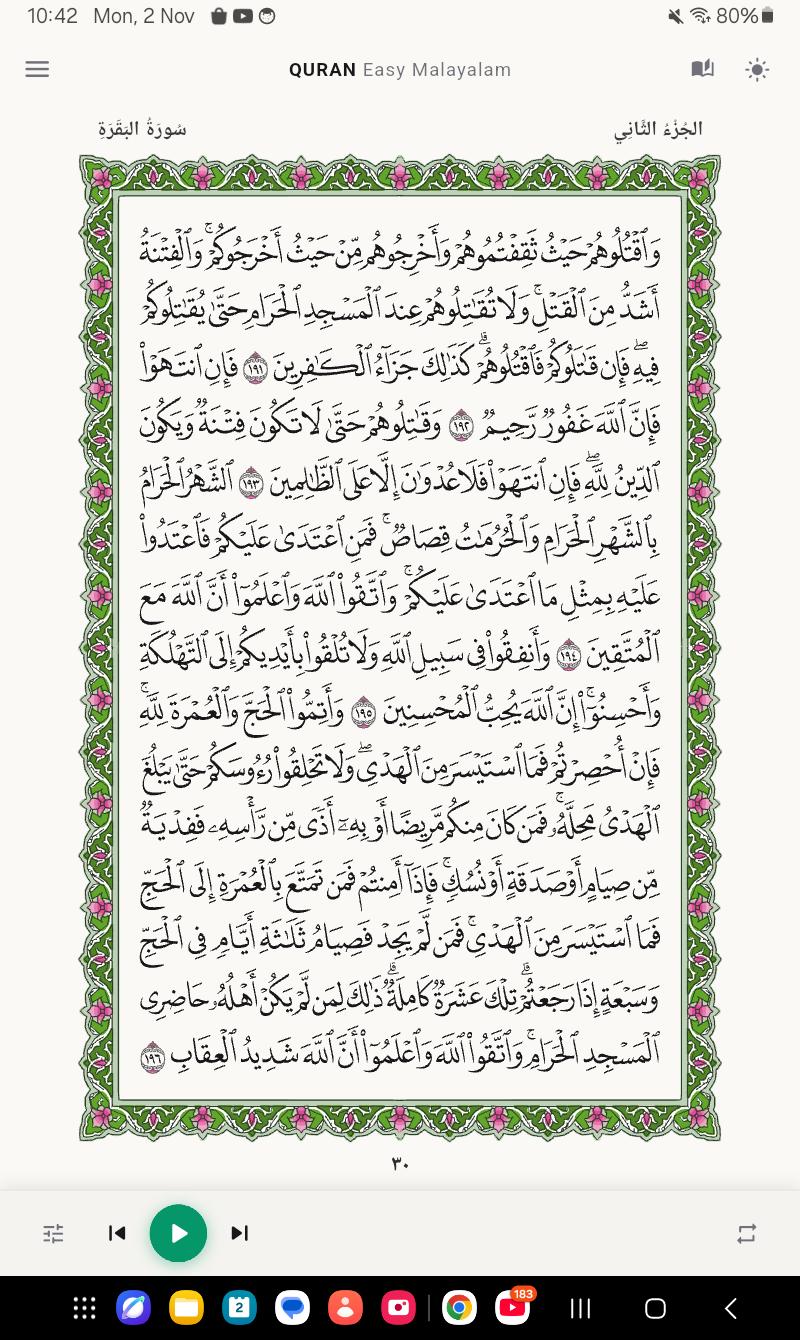 10:42 Mon, 2 Nov 80%
QURAN Easy Malayalam
سُورَةُ البَقَرَةِ الجُزْءُ الثَّانِي
وَٱقۡتُلُوهُمۡ حَيۡثُ ثَقِفۡتُمُوهُمۡ وَأَخۡرِجُوهُم مِّنۡ حَيۡثُ أَخۡرَجُوكُمۡۚ وَٱلۡفِتۡنَةُ
أَشَدُّ مِنَ ٱلۡقَتۡلِۚ وَلَا تُقَٰتِلُوهُمۡ عِندَ ٱلۡمَسۡجِدِ ٱلۡحَرَامِ حَتَّىٰ يُقَٰتِلُوكُمۡ
فِيهِۖ فَإِن قَٰتَلُوكُمۡ فَٱقۡتُلُوهُمۡۗ كَذَٰلِكَ جَزَآءُ ٱلۡكَٰفِرِينَ ١٩١ فَإِنِ ٱنتَهَوۡاْ
فَإِنَّ ٱللَّهَ غَفُورٞ رَّحِيمٞ ١٩٢ وَقَٰتِلُوهُمۡ حَتَّىٰ لَا تَكُونَ فِتۡنَةٞ وَيَكُونَ
ٱلدِّينُ لِلَّهِۖ فَإِنِ ٱنتَهَوۡاْ فَلَا عُدۡوَٰنَ إِلَّا عَلَى ٱلظَّٰلِمِينَ ١٩٣ ٱلشَّهۡرُ ٱلۡحَرَامُ
بِٱلشَّهۡرِ ٱلۡحَرَامِ وَٱلۡحُرُمَٰتُ قِصَاصٞۚ فَمَنِ ٱعۡتَدَىٰ عَلَيۡكُمۡ فَٱعۡتَدُواْ
عَلَيۡهِ بِمِثۡلِ مَا ٱعۡتَدَىٰ عَلَيۡكُمۡۚ وَٱتَّقُواْ ٱللَّهَ وَٱعۡلَمُوٓاْ أَنَّ ٱللَّهَ مَعَ
ٱلۡمُتَّقِينَ ١٩٤ وَأَنفِقُواْ فِي سَبِيلِ ٱللَّهِ وَلَا تُلۡقُواْ بِأَيۡدِيكُمۡ إِلَى ٱلتَّهۡلُكَةِ
وَأَحۡسِنُوٓاْۚ إِنَّ ٱللَّهَ يُحِبُّ ٱلۡمُحۡسِنِينَ ١٩٥ وَأَتِمُّواْ ٱلۡحَجَّ وَٱلۡعُمۡرَةَ لِلَّهِۚ
فَإِنۡ أُحۡصِرۡتُمۡ فَمَا ٱسۡتَيۡسَرَ مِنَ ٱلۡهَدۡيِۖ وَلَا تَحۡلِقُواْ رُءُوسَكُمۡ حَتَّىٰ يَبۡلُغَ
ٱلۡهَدۡيُ مَحِلَّهُۥۚ فَمَن كَانَ مِنكُم مَّرِيضًا أَوۡ بِهِۦٓ أَذٗى مِّن رَّأۡسِهِۦ فَفِدۡيَةٞ
مِّن صِيَامٍ أَوۡ صَدَقَةٍ أَوۡ نُسُكٖۚ فَإِذَآ أَمِنتُمۡ فَمَن تَمَتَّعَ بِٱلۡعُمۡرَةِ إِلَى ٱلۡحَجِّ
فَمَا ٱسۡتَيۡسَرَ مِنَ ٱلۡهَدۡيِۚ فَمَن لَّمۡ يَجِدۡ فَصِيَامُ ثَلَٰثَةِ أَيَّامٖ فِي ٱلۡحَجِّ
وَسَبۡعَةٍ إِذَا رَجَعۡتُمۡۗ تِلۡكَ عَشَرَةٞ كَامِلَةٞۗ ذَٰلِكَ لِمَن لَّمۡ يَكُنۡ أَهۡلُهُۥ حَاضِرِي
ٱلۡمَسۡجِدِ ٱلۡحَرَامِۚ وَٱتَّقُواْ ٱللَّهَ وَٱعۡلَمُوٓاْ أَنَّ ٱللَّهَ شَدِيدُ ٱلۡعِقَابِ ١٩٦
٣٠
2 183